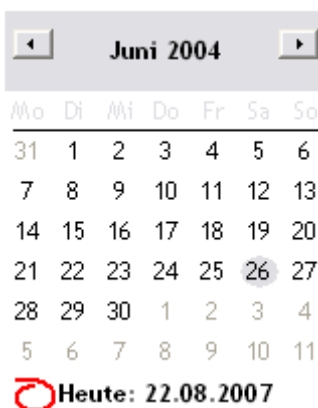 Juni 2004
Mo Di Mi Do Fr Sa So
31 1 2 3 4 5 6
7 8 9 10 11 12 13
14 15 16 17 18 19 20
21 22 23 24 25 26 27
28 29 30 1 2 3 4
5 6 7 8 9 10 11
Heute: 22.08.2007